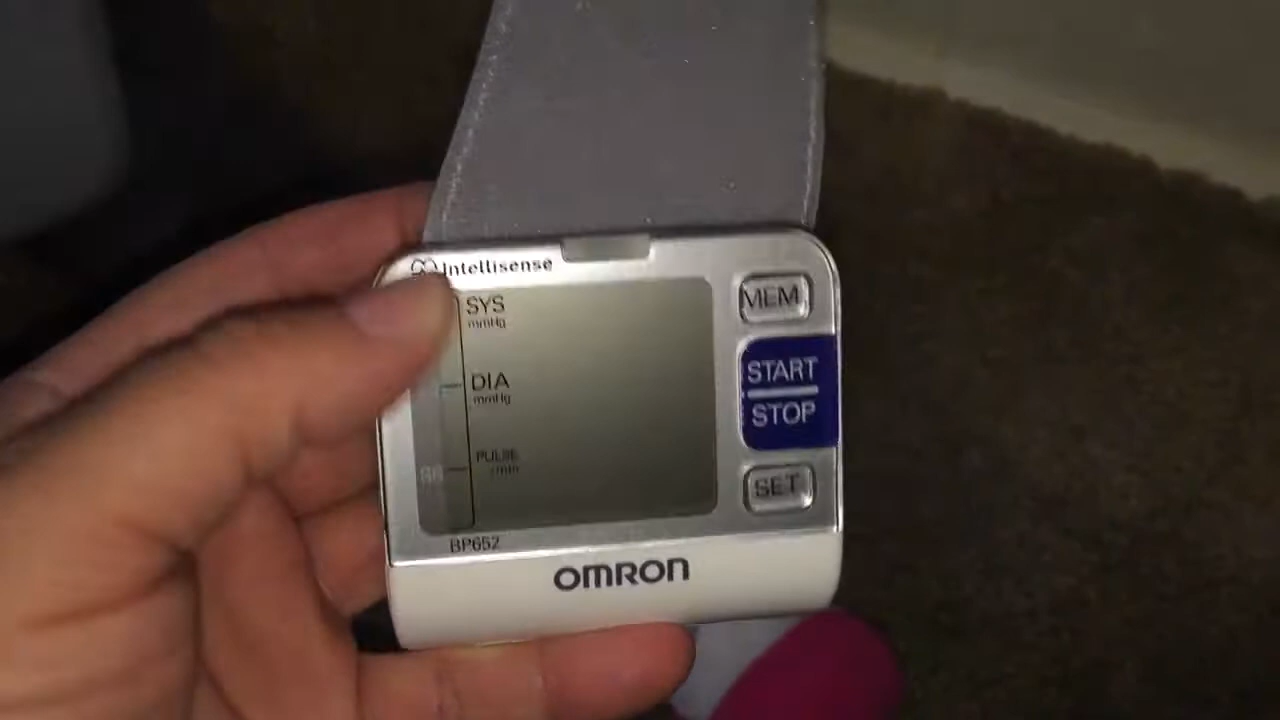 Intellisense
SYS
mmHg
MEM
START
STOP
DIA
mmHg
PULSE
/min
SET
BP652
OMRON